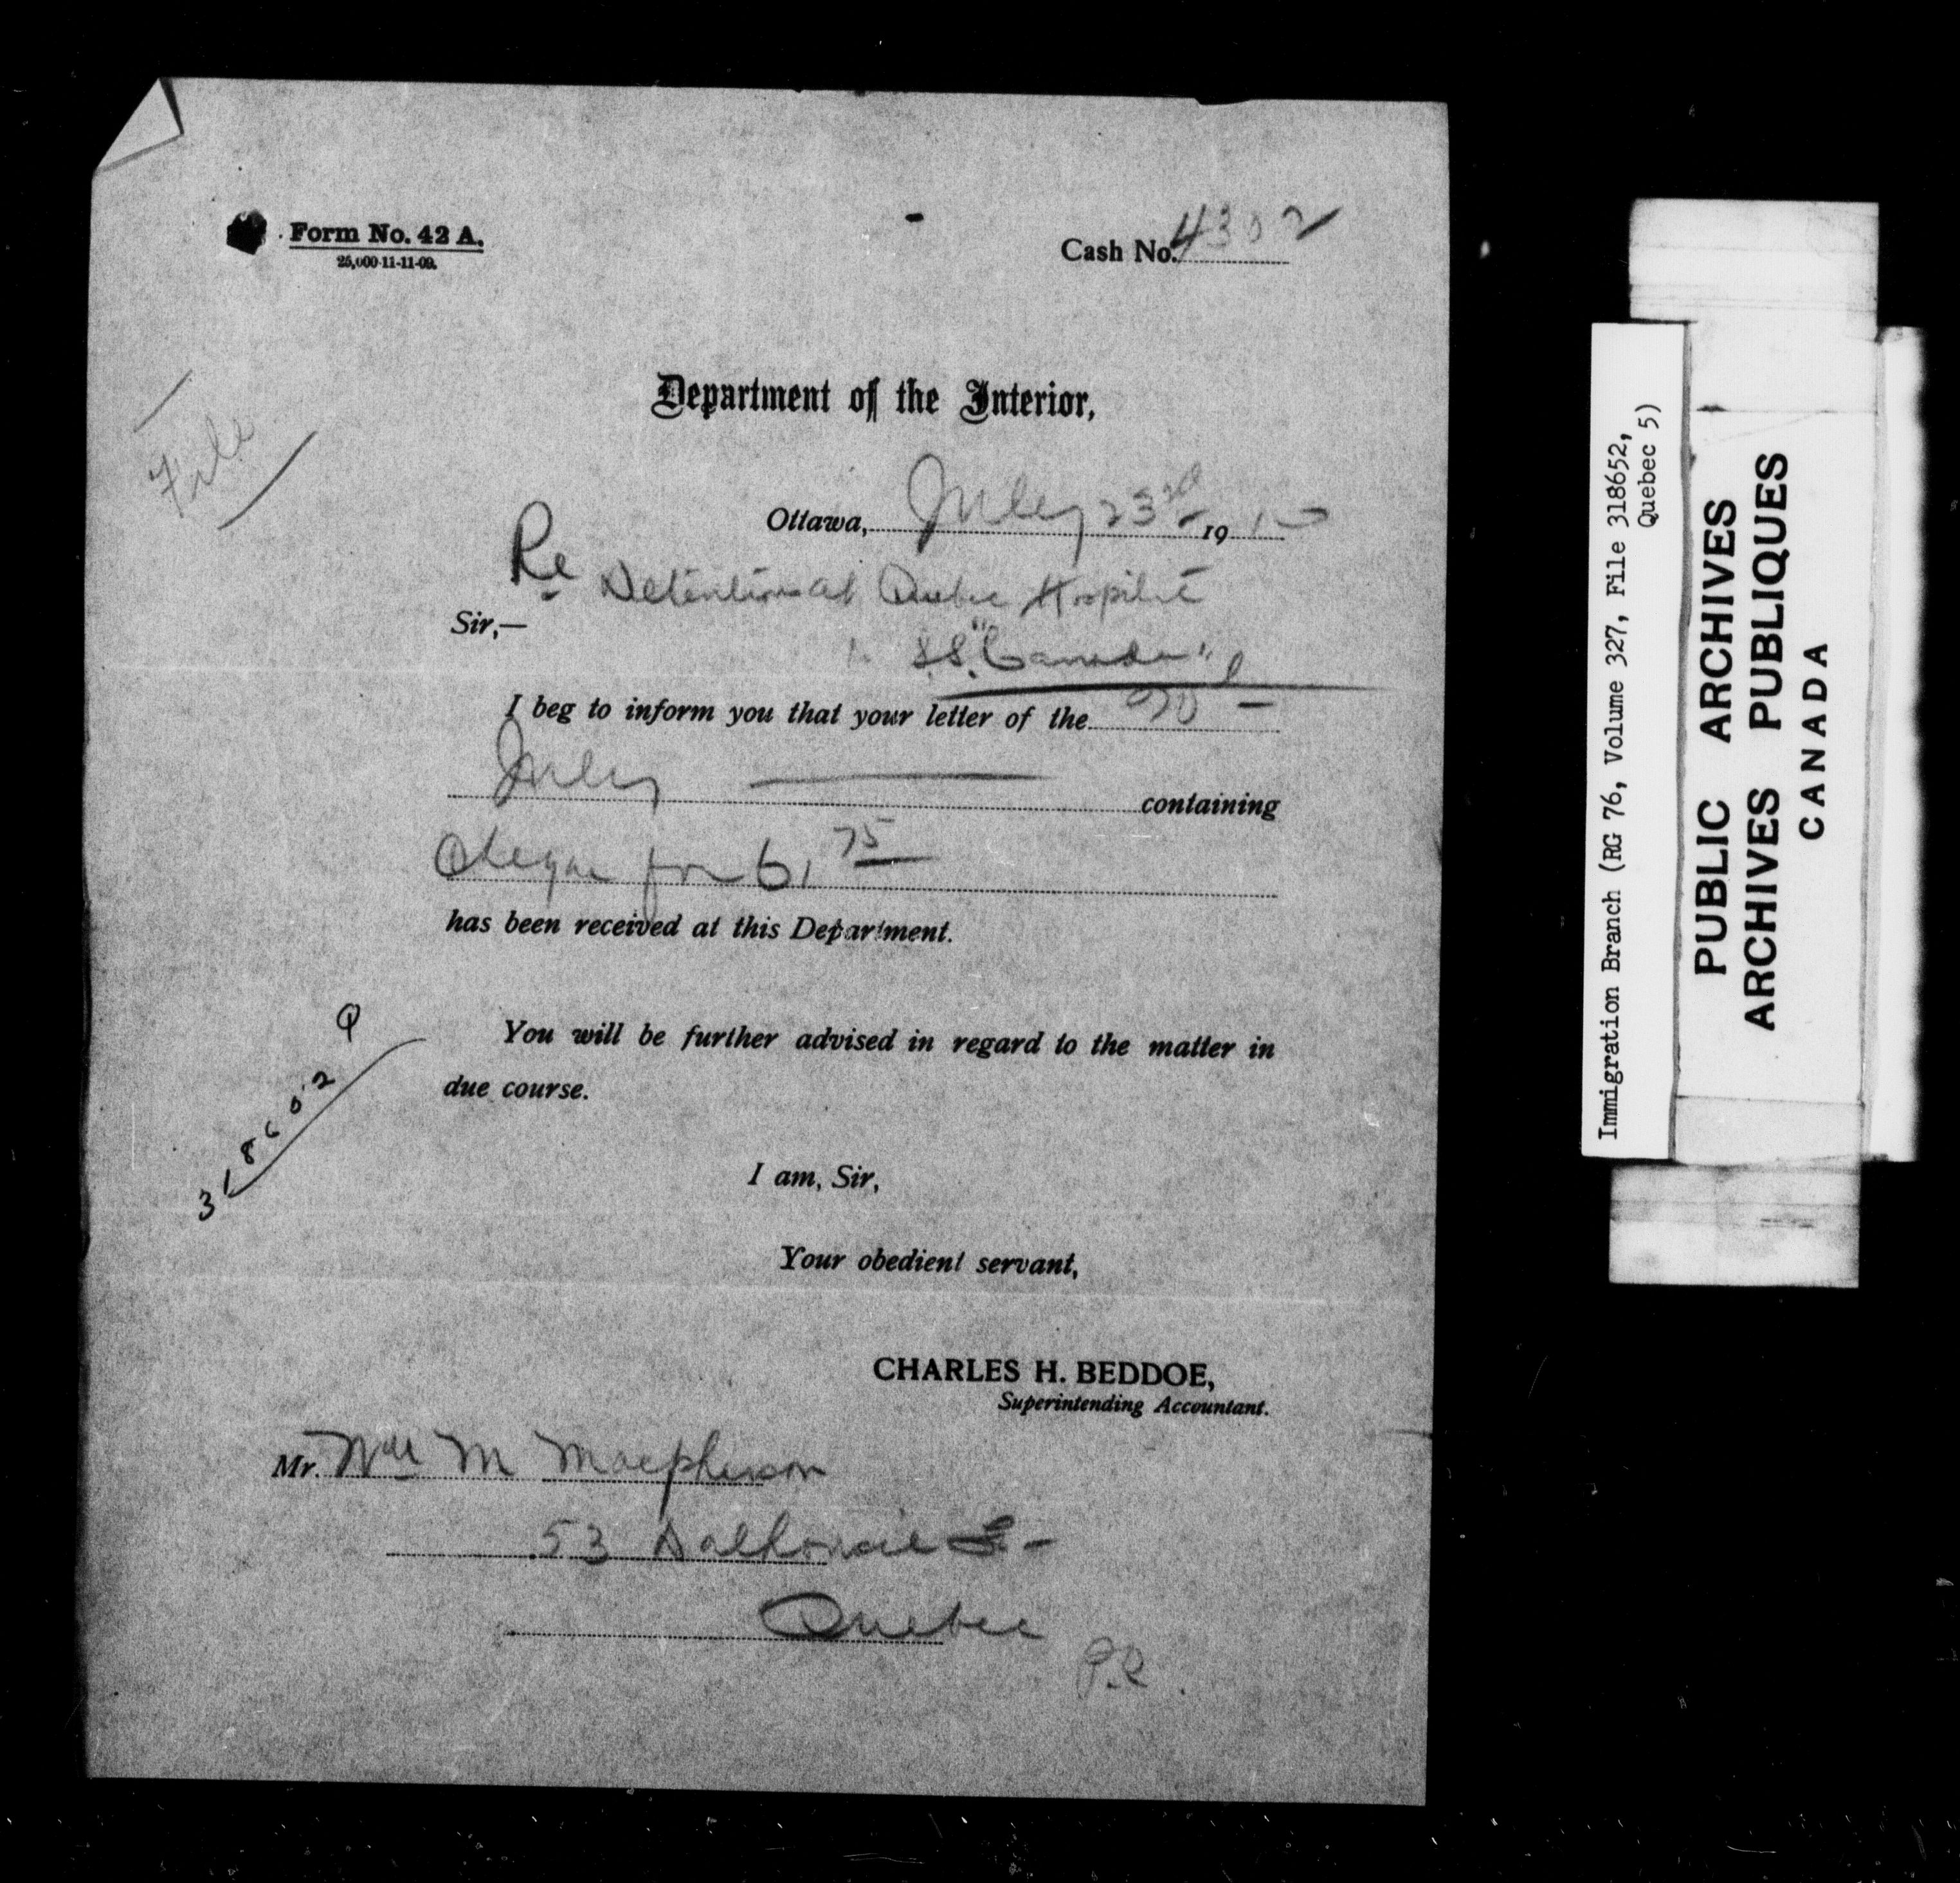 Form No. 42 A.
25,000-11-11-09.
Cash No. 4302
File
Department of the Interior,
Ottawa, July 23rd 1910
Re Detention at Quebec Hospital
Sir,—
S.S. "Canada"
I beg to inform you that your letter of the
July containing
Cheque for 61 75
has been received at this Department.
You will be further advised in regard to the matter in
due course.
318652 Q
I am, Sir,
Your obedient servant,
CHARLES H. BEDDOE,
Superintending Accountant.
Mr. Wm M Macpherson
53 Dalhousie St
Quebec
Immigration Branch (RG 76, Volume 327, File 318652,
Quebec 5)
PUBLIC ARCHIVES
ARCHIVES PUBLIQUES
CANADA